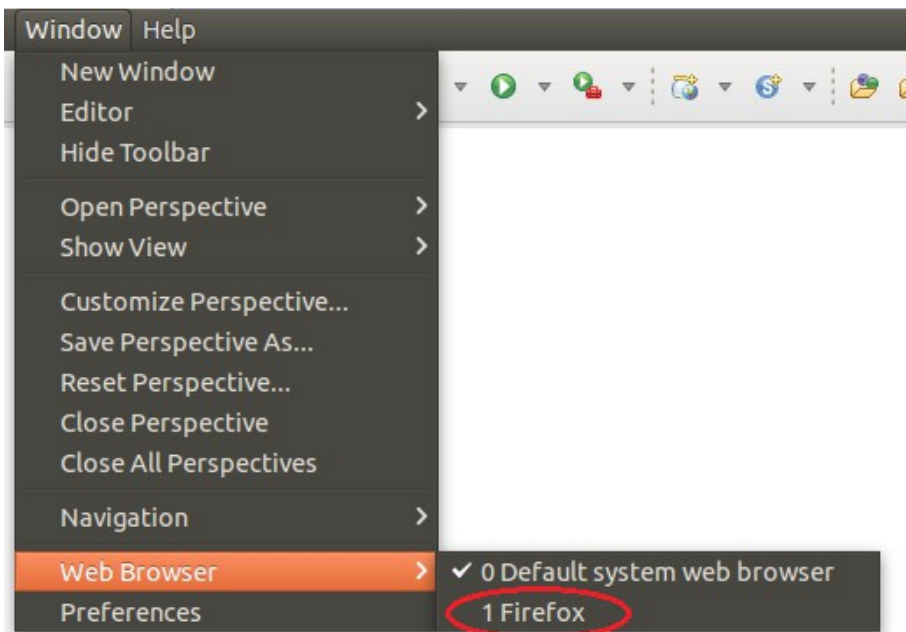 Window Help
New Window
Editor
Hide Toolbar
Open Perspective
Show View
Customize Perspective...
Save Perspective As...
Reset Perspective...
Close Perspective
Close All Perspectives
Navigation
Web Browser
0 Default system web browser
Preferences
1 Firefox